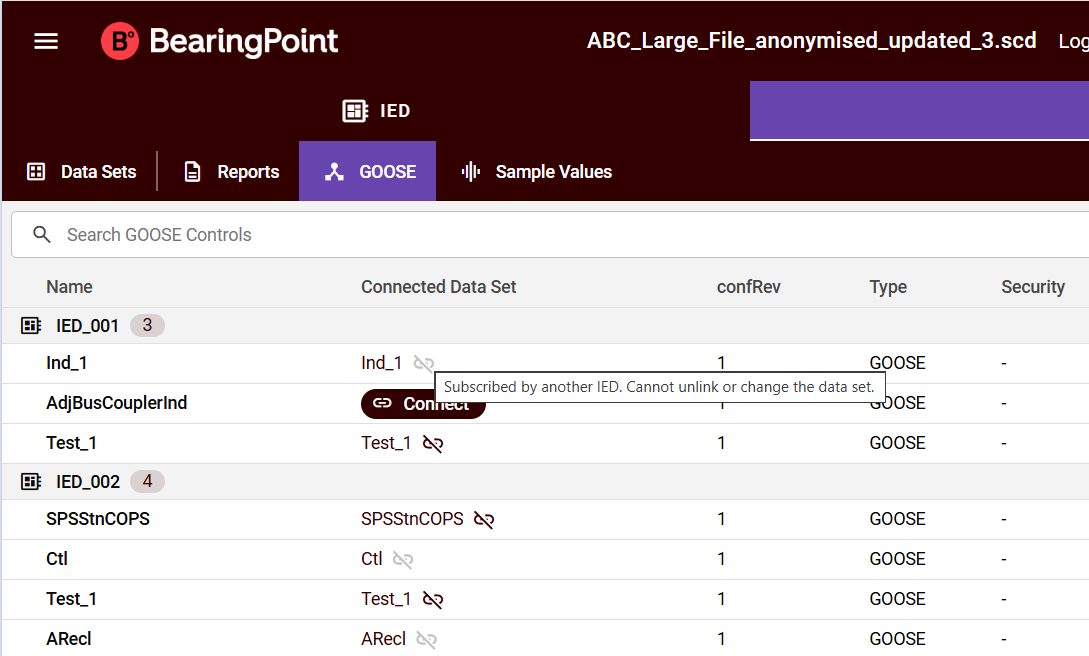 B° BearingPoint
ABC_Large_File_anonymised_updated_3.scd
IED
Data Sets Reports GOOSE Sample Values
Search GOOSE Controls
Name Connected Data Set confRev Type Security
IED_001 3
Ind_1 Ind_1 1 GOOSE -
Subscribed by another IED. Cannot unlink or change the data set.
AdjBusCouplerInd Connect 1 GOOSE -
Test_1 Test_1 1 GOOSE -
IED_002 4
SPSStnCOPS SPSStnCOPS 1 GOOSE -
Ctl Ctl 1 GOOSE -
Test_1 Test_1 1 GOOSE -
ARecl ARecl 1 GOOSE -